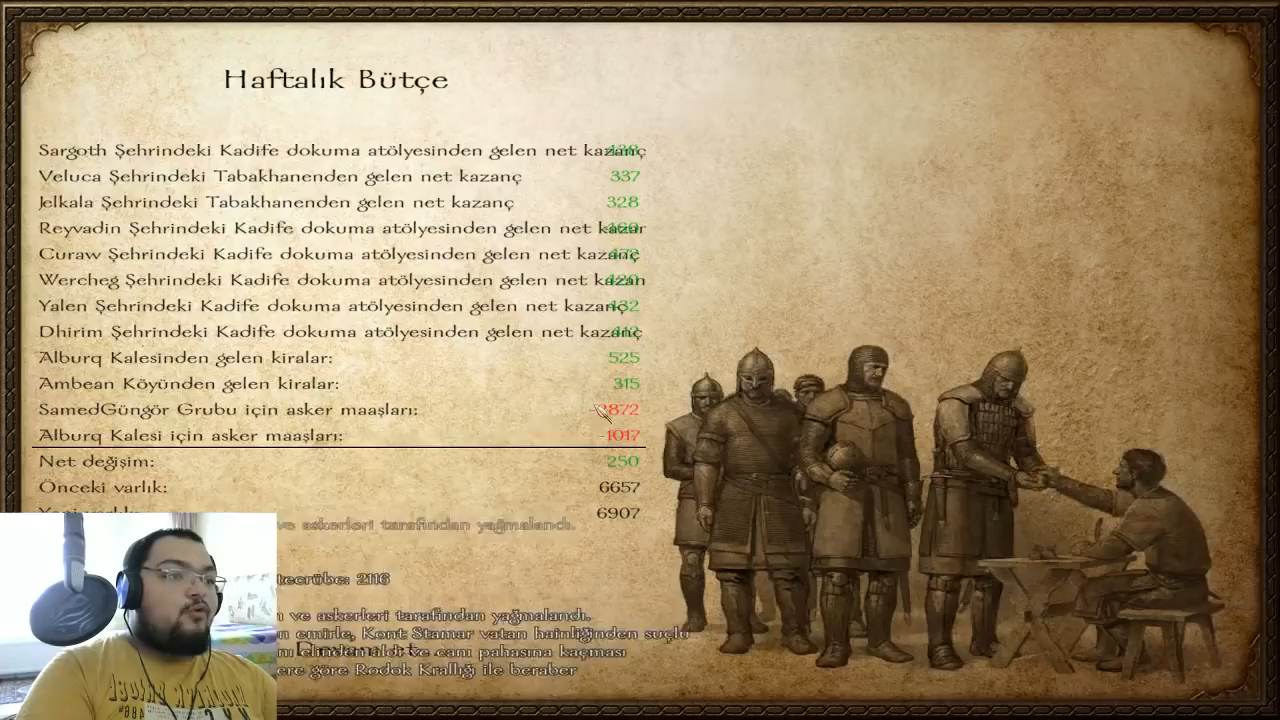 Haftalık Bütçe
Sargoth Şehrindeki Kadife dokuma atölyesinden gelen net kazanç
Veluca Şehrindeki Tabakhanenden gelen net kazanç 337
Jelkala Şehrindeki Tabakhanenden gelen net kazanç 328
Reyvadin Şehrindeki Kadife dokuma atölyesinden gelen net
Curaw Şehrindeki Kadife dokuma atölyesinden gelen net kazanç
Wercheg Şehrindeki Kadife dokuma atölyesinden gelen net
Yalen Şehrindeki Kadife dokuma atölyesinden gelen net kazanç
Dhirim Şehrindeki Kadife dokuma atölyesinden gelen net kazanç
Alburq Kalesinden gelen kiralar: 525
Ambean Köyünden gelen kiralar: 315
SamedGüngör Grubu için asker maaşları:
Alburq Kalesi için asker maaşları: -1017
Net değişim: 250
Önceki varlık: 6657
6907
ve askerleri tarafından yağmalandı.
tecrübe: 2116
ve askerleri tarafından yağmalandı.
emirle, Kont Stamar vatan hainliğinden suçlu
ve canı pahasına kaçması
göre Rodok Krallığı ile beraber